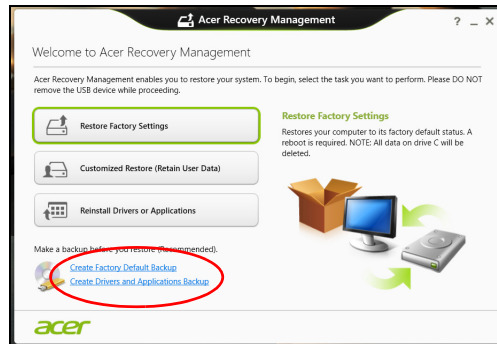 Acer Recovery Management
? _ X
Welcome to Acer Recovery Management
Acer Recovery Management enables you to restore your system. To begin, select the task you want to perform. Please DO NOT
remove the USB device while proceeding.
Restore Factory Settings
Customized Restore (Retain User Data)
Reinstall Drivers or Applications
Restore Factory Settings
Restores your computer to its factory default status. A
reboot is required. NOTE: All data on drive C will be
deleted.
Make a backup before you restore (Recommended).
Create Factory Default Backup
Create Drivers and Applications Backup
acer